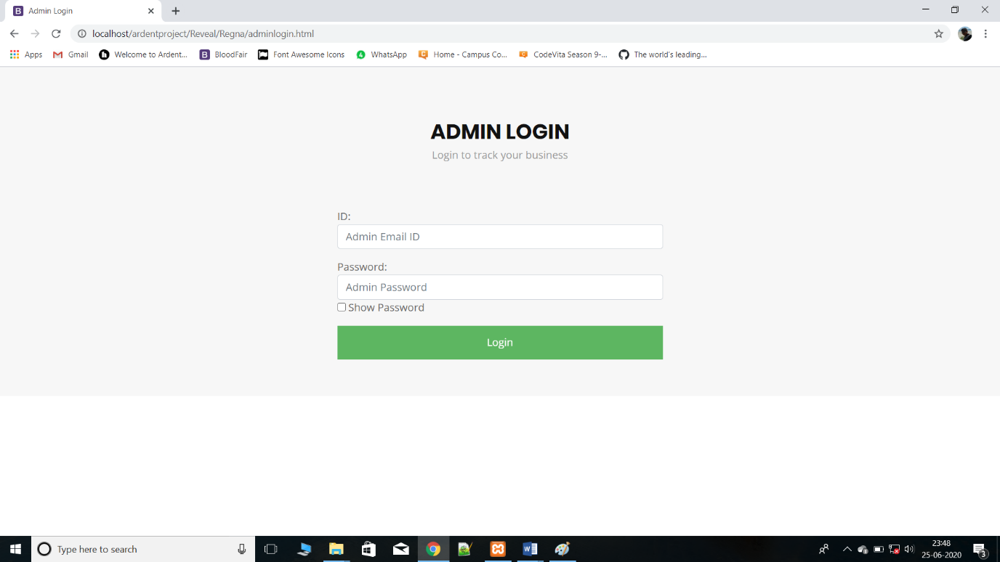 Admin Login
localhost/ardentproject/Reveal/Regna/adminlogin.html
Apps Gmail Welcome to Ardent... BloodFair Font Awesome Icons WhatsApp Home - Campus Co... CodeVita Season 9-... The world's leading...
ADMIN LOGIN
Login to track your business
ID:
Admin Email ID
Password:
Admin Password
Show Password
Login
Type here to search
23:48
25-06-2020
3